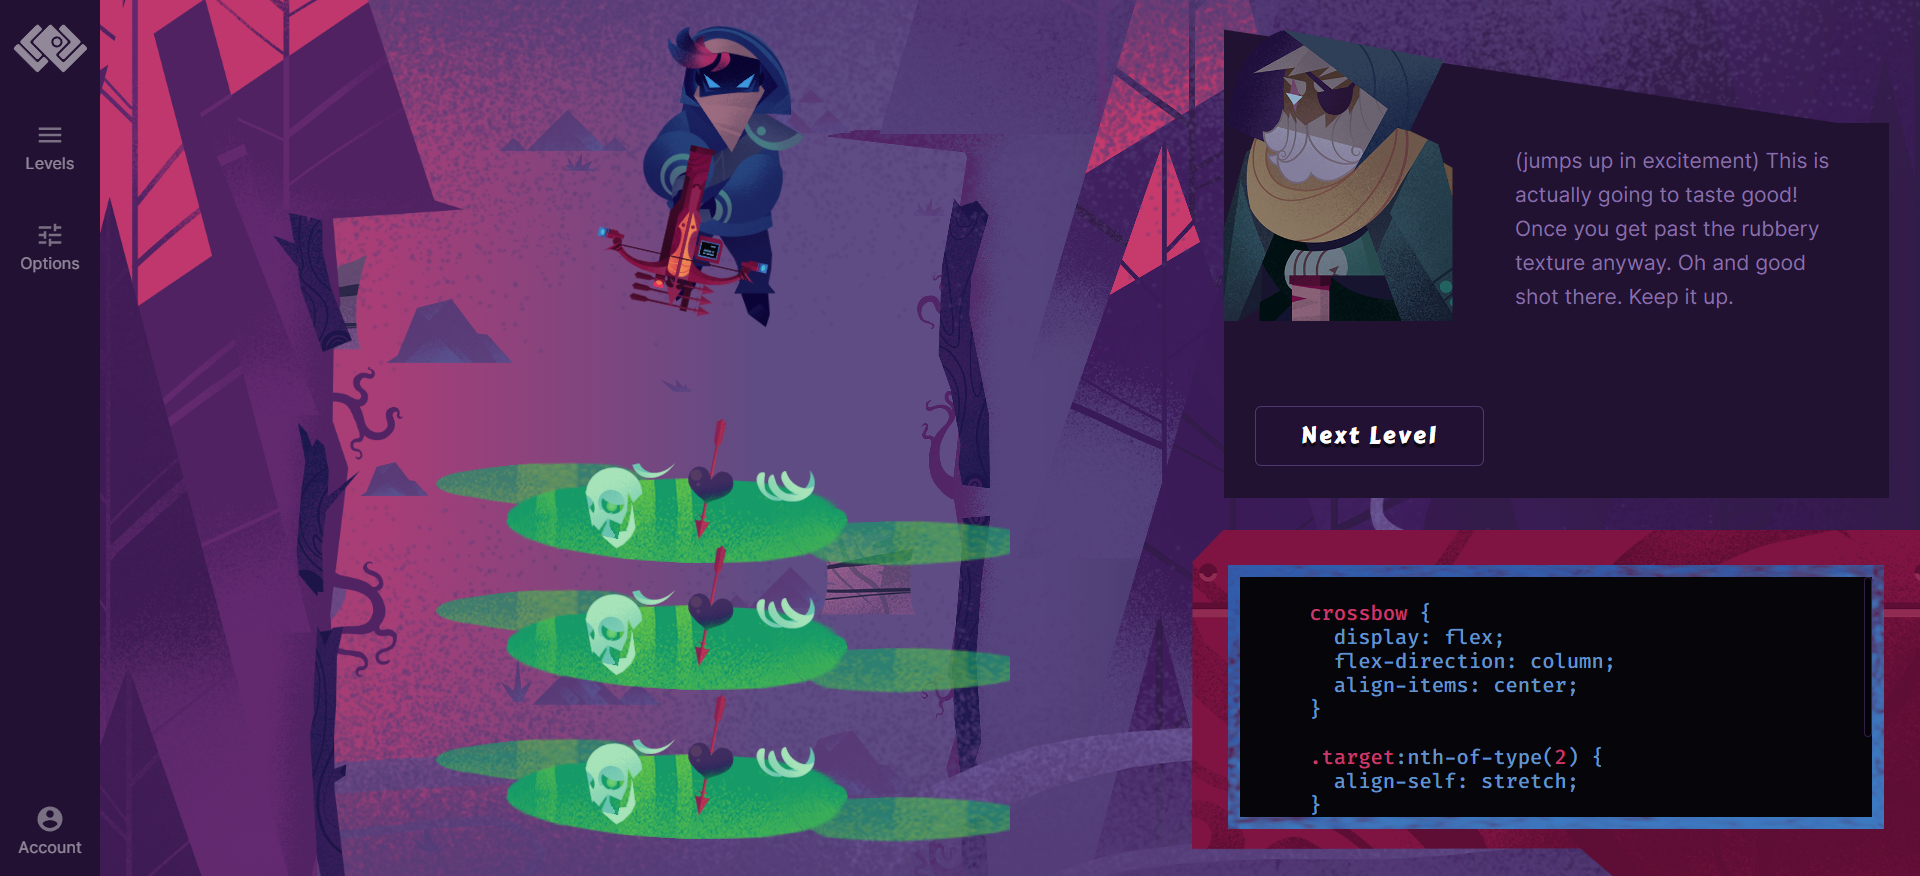 Levels
Options
Account
(jumps up in excitement) This is
actually going to taste good!
Once you get past the rubbery
texture anyway. Oh and good
shot there. Keep it up.
Next Level
crossbow {
display: flex;
flex-direction: column;
align-items: center;
}
.target:nth-of-type(2) {
align-self: stretch;
}